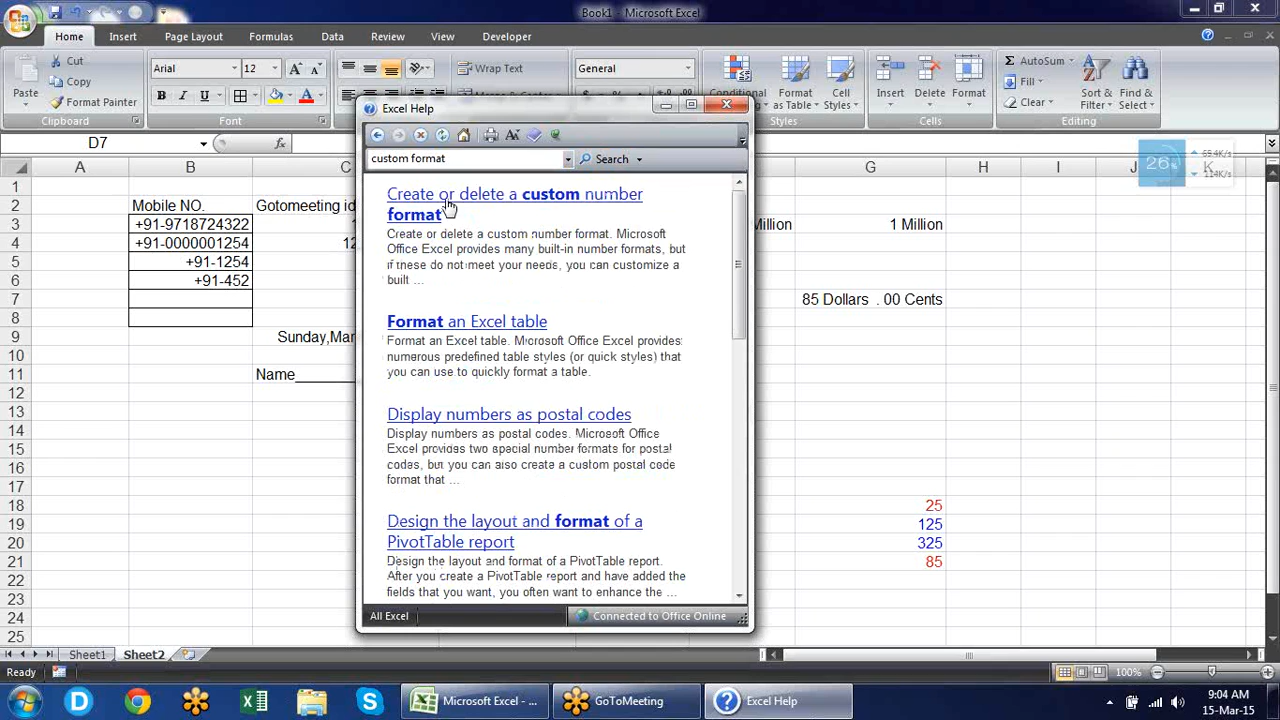 Book1 - Microsoft Excel
Home Insert Page Layout Formulas Data Review View Developer
Cut
Copy
Format Painter
Paste
Clipboard
Arial 12
B I U
Font
Wrap Text
General
Conditional
Format as Table
Cell Styles
Styles
Insert Delete Format
Cells
AutoSum
Fill
Clear
Sort & Filter
Find & Select
Editing
D7
Excel Help
custom format
Search
Create or delete a custom number
format
Create or delete a custom number format. Microsoft
Office Excel provides many built-in number formats, but
if these do not meet your needs, you can customize a
built ...
Format an Excel table
Format an Excel table. Microsoft Office Excel provides
numerous predefined table styles (or quick styles) that
you can use to quickly format a table.
Display numbers as postal codes
Display numbers as postal codes. Microsoft Office
Excel provides two special number formats for postal
codes, but you can also create a custom postal code
format that ...
Design the layout and format of a
PivotTable report
Design the layout and format of a PivotTable report.
After you create a PivotTable report and have added the
fields that you want, you often want to enhance the ...
All Excel
Connected to Office Online
26%
A B C G H I J K
1
2 Mobile NO. Gotomeeting id
3 +91-9718724322 1 Million
4 +91-0000001254 12
5 +91-1254
6 +91-452
7 85 Dollars . 00 Cents
8
9 Sunday,Mar
10
11 Name
12
13
14
15
16
17
18 25
19 125
20 325
21 85
22
23
24
25
Sheet1 Sheet2
Ready
100%
Microsoft Excel - ...
GoToMeeting
Excel Help
9:04 AM
15-Mar-15